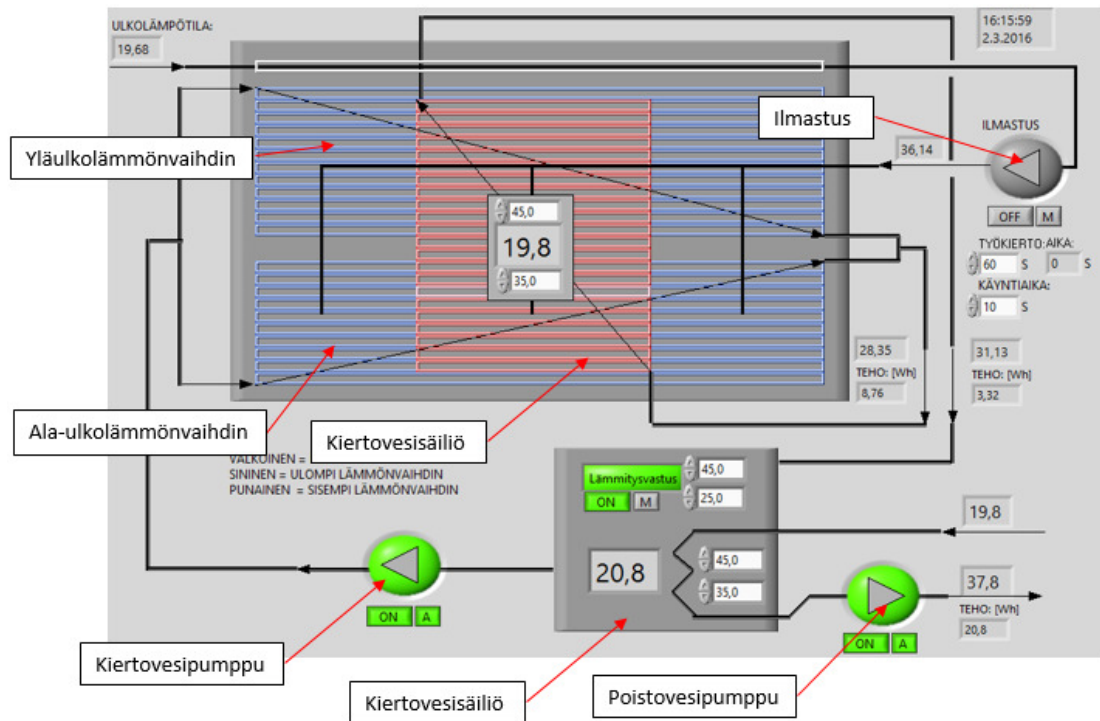 ULKOLÄMPÖTILA:
19,68
16:15:59
2.3.2016
Ilmastus
ILMASTUS
36,14
OFF M
TYÖKIERTO: AIKA:
60 S 0 S
KÄYNTIAIKA:
10 S
Yläulkolämmönvaihdin
45,0
19,8
35,0
28,35
TEHO: [Wh]
8,76
31,13
TEHO: [Wh]
3,32
Ala-ulkolämmönvaihdin
Kiertovesisäiliö
VALKOINEN =
SININEN = ULOMPI LÄMMÖNVAIHDIN
PUNAINEN = SISEMPI LÄMMÖNVAIHDIN
Lämmitysvastus
ON M
45,0
25,0
20,8
45,0
35,0
19,8
37,8
TEHO: [Wh]
20,8
ON A
ON A
Kiertovesipumppu
Kiertovesisäiliö
Poistovesipumppu